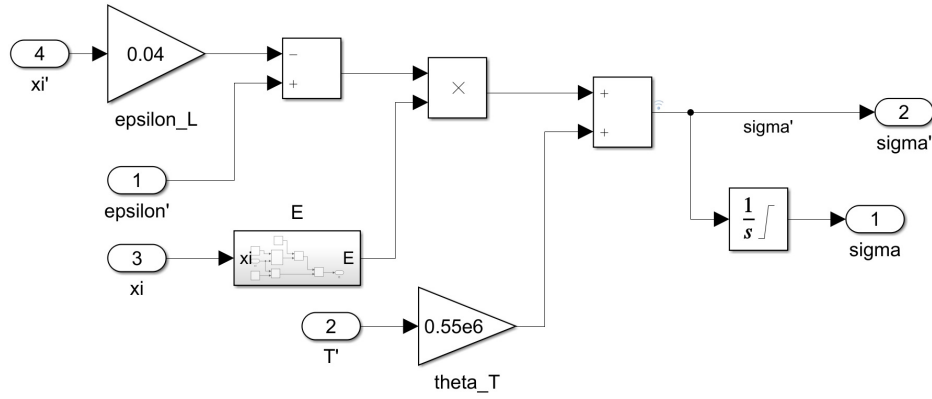 4
xi'
0.04
epsilon_L
−
+
×
+
+
sigma'
2
sigma'
1
epsilon'
E
3
xi
xi
E
1
s
1
sigma
2
T'
0.55e6
theta_T